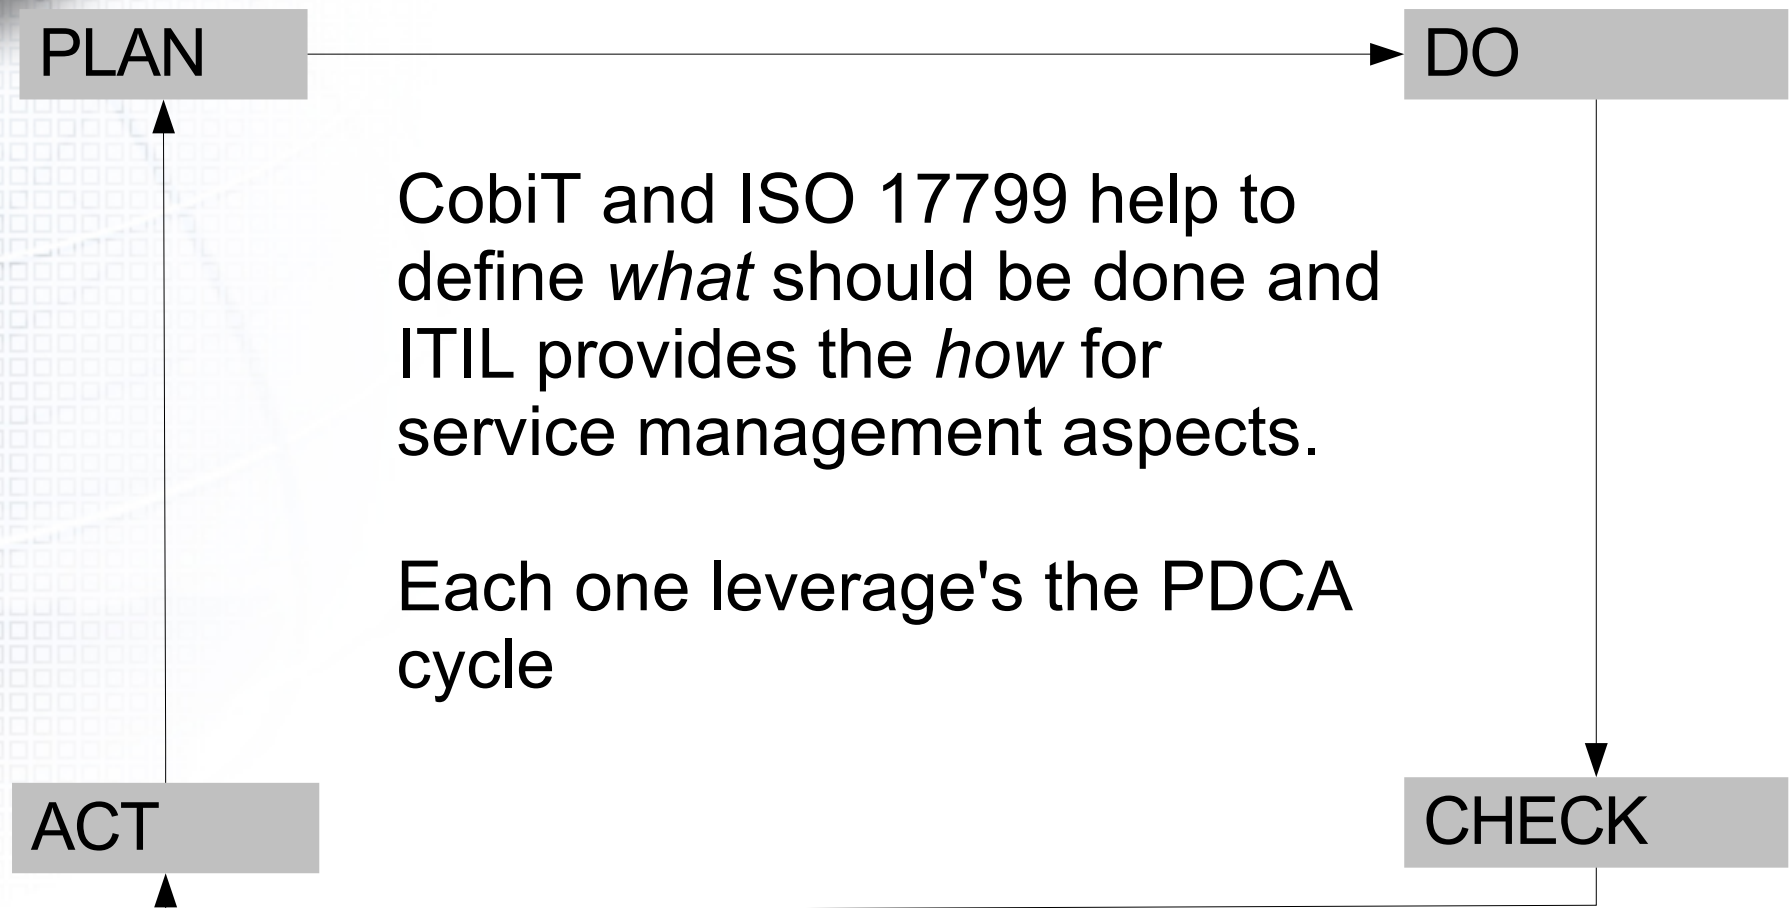 PLAN
DO
CobiT and ISO 17799 help to
define what should be done and
ITIL provides the how for
service management aspects.
Each one leverage's the PDCA
cycle
ACT
CHECK